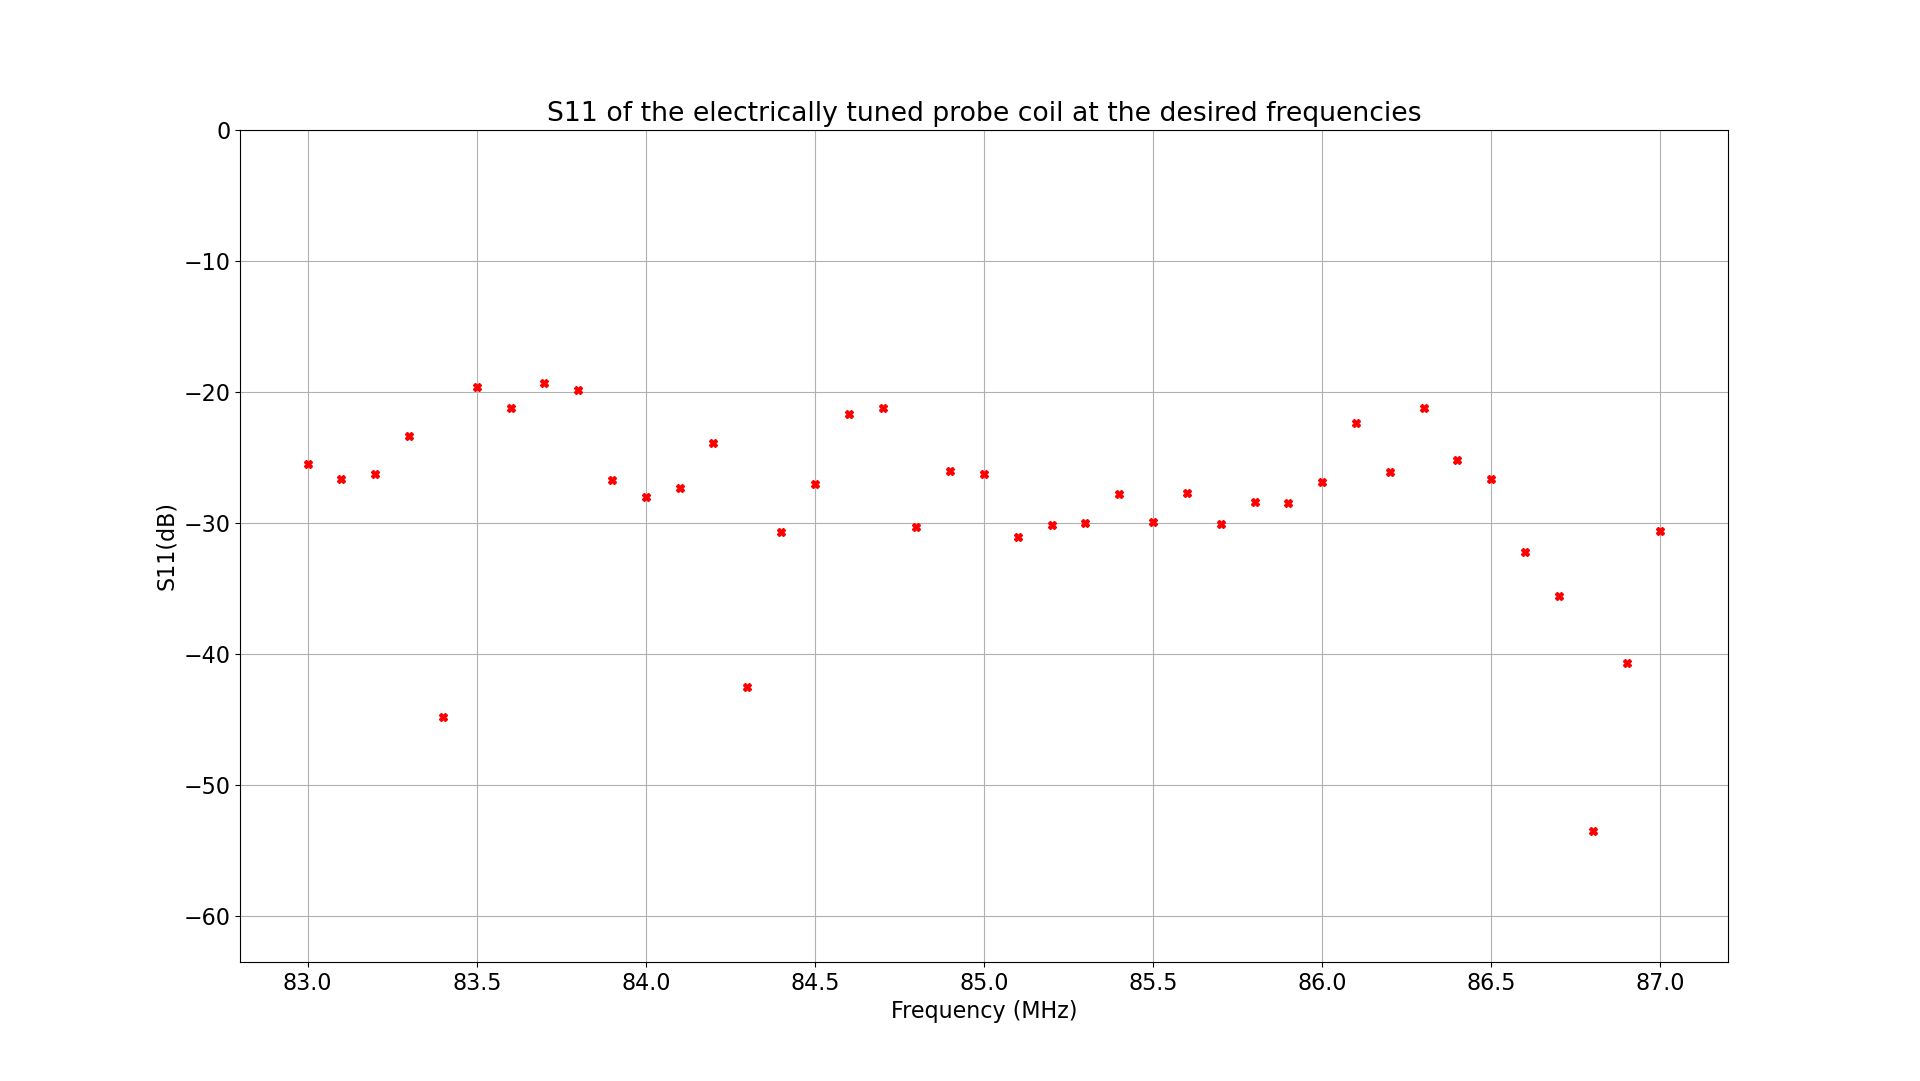 S11 of the electrically tuned probe coil at the desired frequencies
0
−10
−20
−30
−40
−50
−60
S11(dB)
83.0 83.5 84.0 84.5 85.0 85.5 86.0 86.5 87.0
Frequency (MHz)